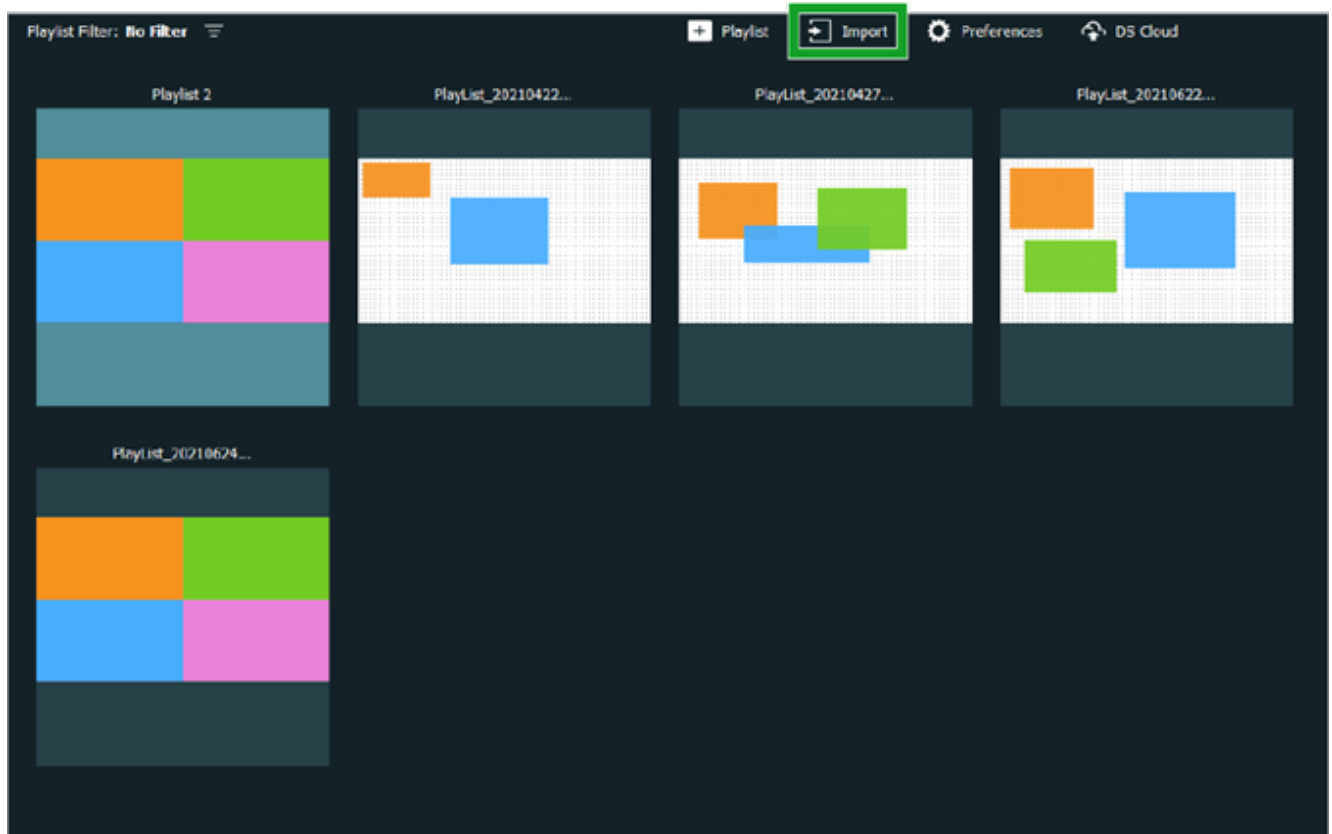 Playlist Filter: No Filter
Playlist
Import
Preferences
DS Cloud
Playlist 2
PlayList_20210422...
PlayList_20210427...
PlayList_20210622...
PlayList_20210624...